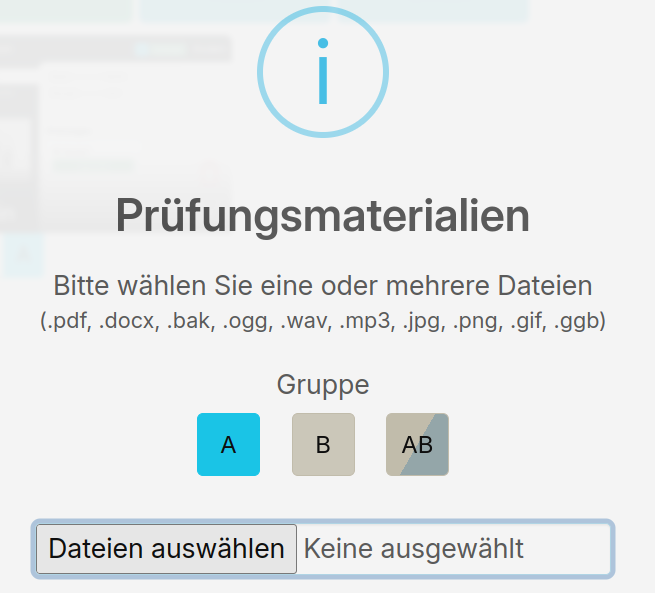 Prüfungsmaterialien
Bitte wählen Sie eine oder mehrere Dateien
(.pdf, .docx, .bak, .ogg, .wav, .mp3, .jpg, .png, .gif, .ggb)
Gruppe
A B AB
Dateien auswählen Keine ausgewählt